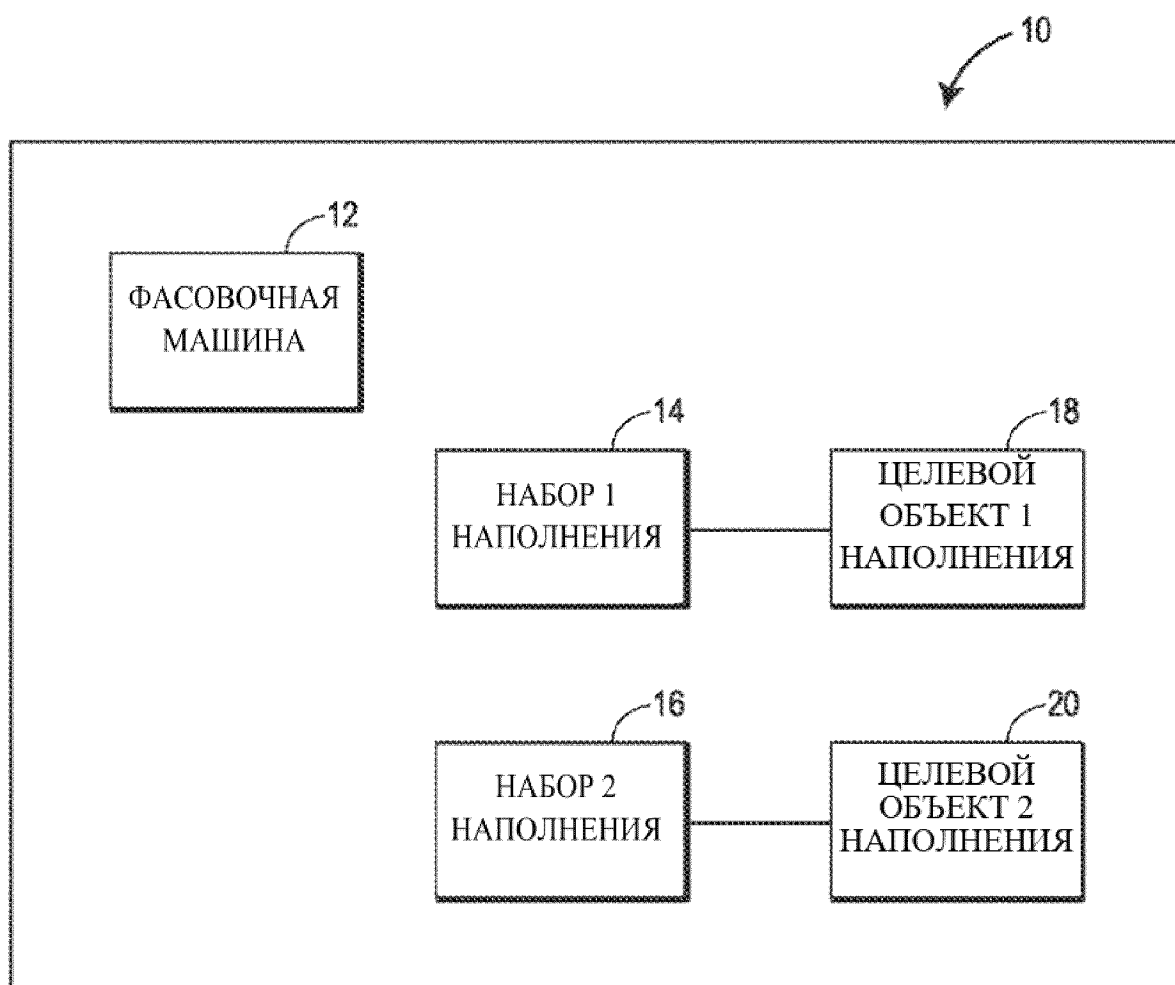 10
12
ФАСОВОЧНАЯ
МАШИНА
14
НАБОР 1
НАПОЛНЕНИЯ
18
ЦЕЛЕВОЙ
ОБЪЕКТ 1
НАПОЛНЕНИЯ
16
НАБОР 2
НАПОЛНЕНИЯ
20
ЦЕЛЕВОЙ
ОБЪЕКТ 2
НАПОЛНЕНИЯ